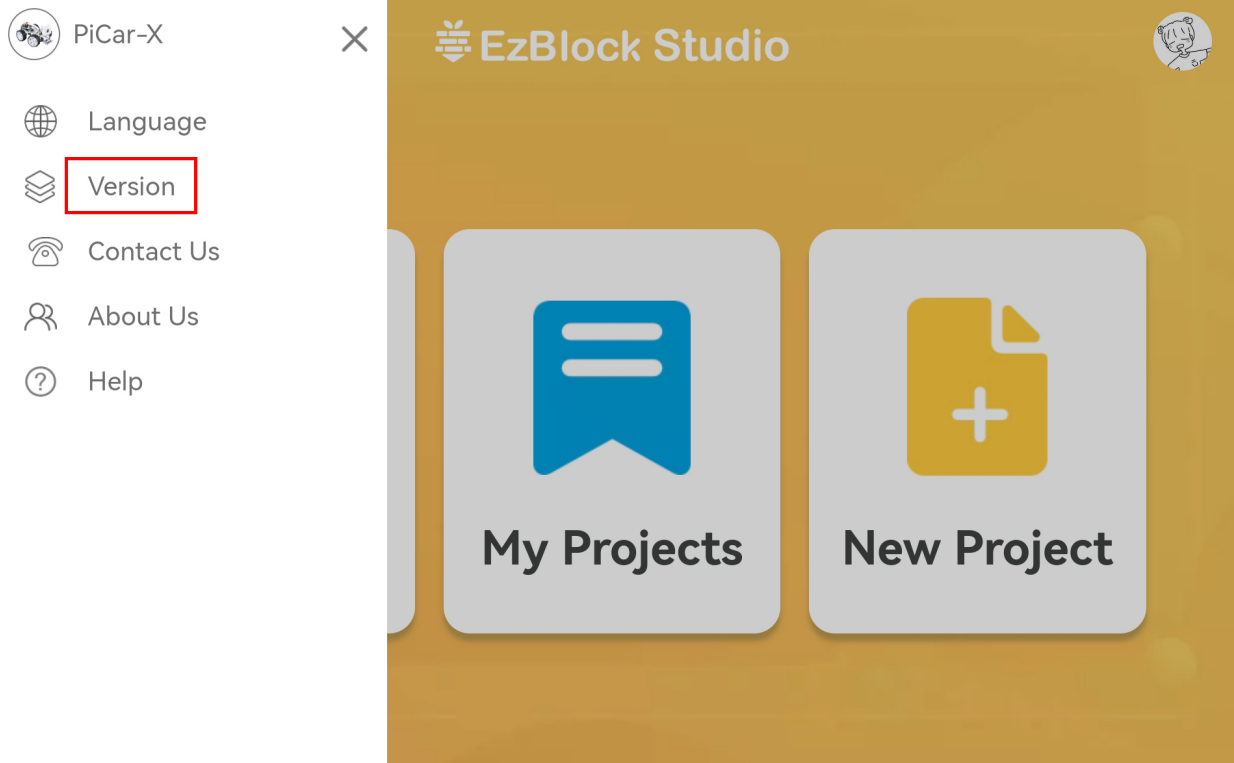 PiCar-X
EzBlock Studio
Language
Version
Contact Us
About Us
Help
My Projects
New Project